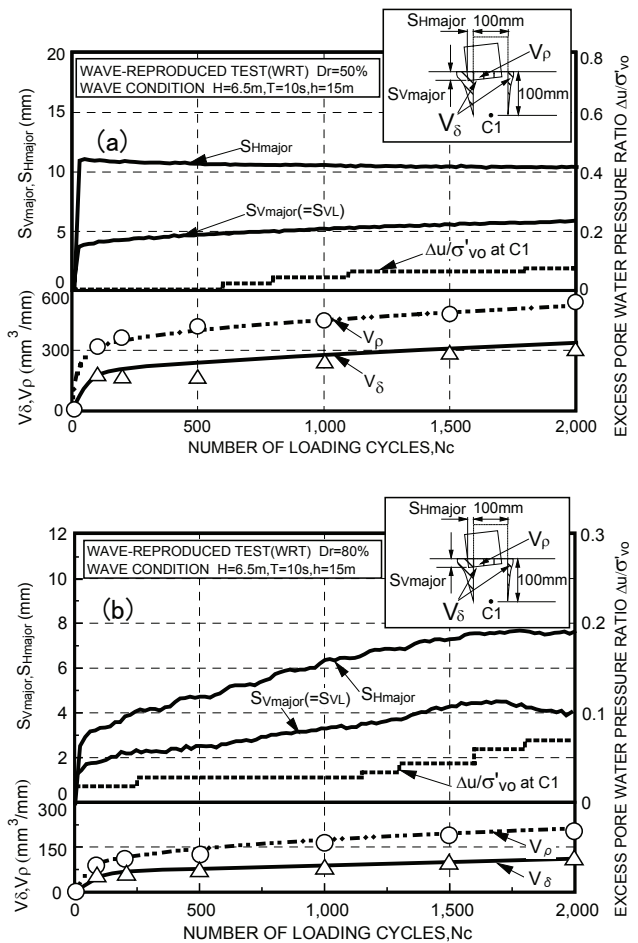 SHmajor 100mm
Vρ
SVmajor
100mm
Vδ C1
WAVE-REPRODUCED TEST(WRT) Dr=50%
WAVE CONDITION H=6.5m,T=10s,h=15m
(a)
SHmajor
SVmajor(=SVL)
Δu/σ'vo at C1
Vρ
Vδ
SVmajor,SHmajor (mm)
20
15
10
5
0
Vδ,Vρ (mm³/mm)
600
300
0
EXCESS PORE WATER PRESSURE RATIO Δu/σ'vo
0.8
0.6
0.4
0.2
0
0 500 1,000 1,500 2,000
NUMBER OF LOADING CYCLES,Nc
SHmajor 100mm
Vρ
SVmajor
100mm
Vδ C1
WAVE-REPRODUCED TEST(WRT) Dr=80%
WAVE CONDITION H=6.5m,T=10s,h=15m
(b)
SVmajor(=SVL)
SHmajor
Δu/σ'vo at C1
Vρ
Vδ
SVmajor,SHmajor (mm)
12
10
8
6
4
2
0
Vδ,Vρ (mm³/mm)
300
150
0
EXCESS PORE WATER PRESSURE RATIO Δu/σ'vo
0.3
0.2
0.1
0
0 500 1,000 1,500 2,000
NUMBER OF LOADING CYCLES,Nc